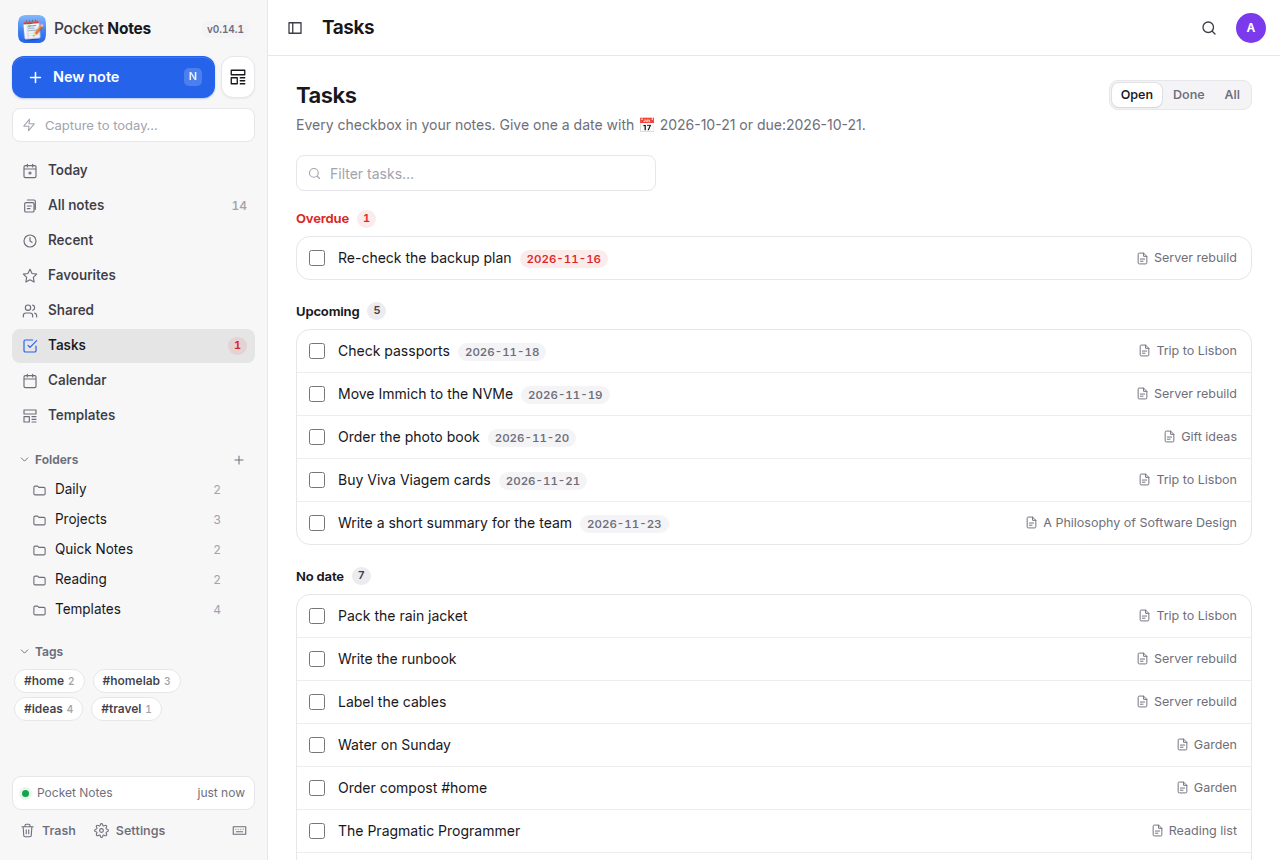 Pocket Notes
v0.14.1
New note
N
Capture to today...
Today
All notes 14
Recent
Favourites
Shared
Tasks 1
Calendar
Templates
Folders
Daily 2
Projects 3
Quick Notes 2
Reading 2
Templates 4
Tags
#home 2
#homelab 3
#ideas 4
#travel 1
Pocket Notes just now
Trash
Settings
Tasks
A
Tasks
Open
Done
All
Every checkbox in your notes. Give one a date with 📅 2026-10-21 or due:2026-10-21.
Filter tasks...
Overdue 1
Re-check the backup plan 2026-11-16 Server rebuild
Upcoming 5
Check passports 2026-11-18 Trip to Lisbon
Move Immich to the NVMe 2026-11-19 Server rebuild
Order the photo book 2026-11-20 Gift ideas
Buy Viva Viagem cards 2026-11-21 Trip to Lisbon
Write a short summary for the team 2026-11-23 A Philosophy of Software Design
No date 7
Pack the rain jacket Trip to Lisbon
Write the runbook Server rebuild
Label the cables Server rebuild
Water on Sunday Garden
Order compost #home Garden
The Pragmatic Programmer Reading list